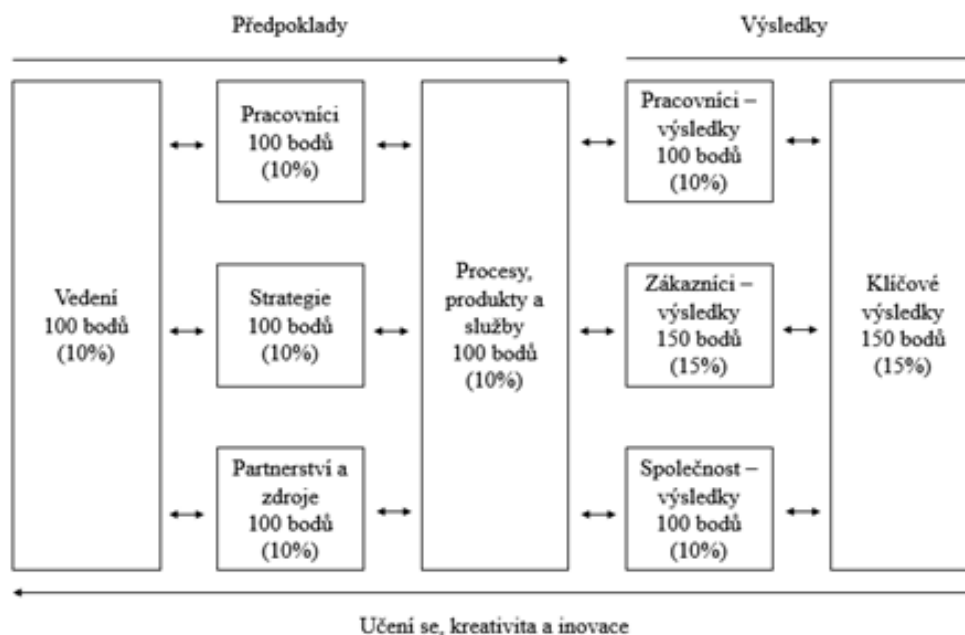 Předpoklady
Výsledky
Vedení
100 bodů
(10%)
Pracovníci
100 bodů
(10%)
Strategie
100 bodů
(10%)
Partnerství a
zdroje
100 bodů
(10%)
Procesy,
produkty a
služby
100 bodů
(10%)
Pracovníci –
výsledky
100 bodů
(10%)
Zákazníci –
výsledky
150 bodů
(15%)
Společnost –
výsledky
100 bodů
(10%)
Klíčové
výsledky
150 bodů
(15%)
Učení se, kreativita a inovace